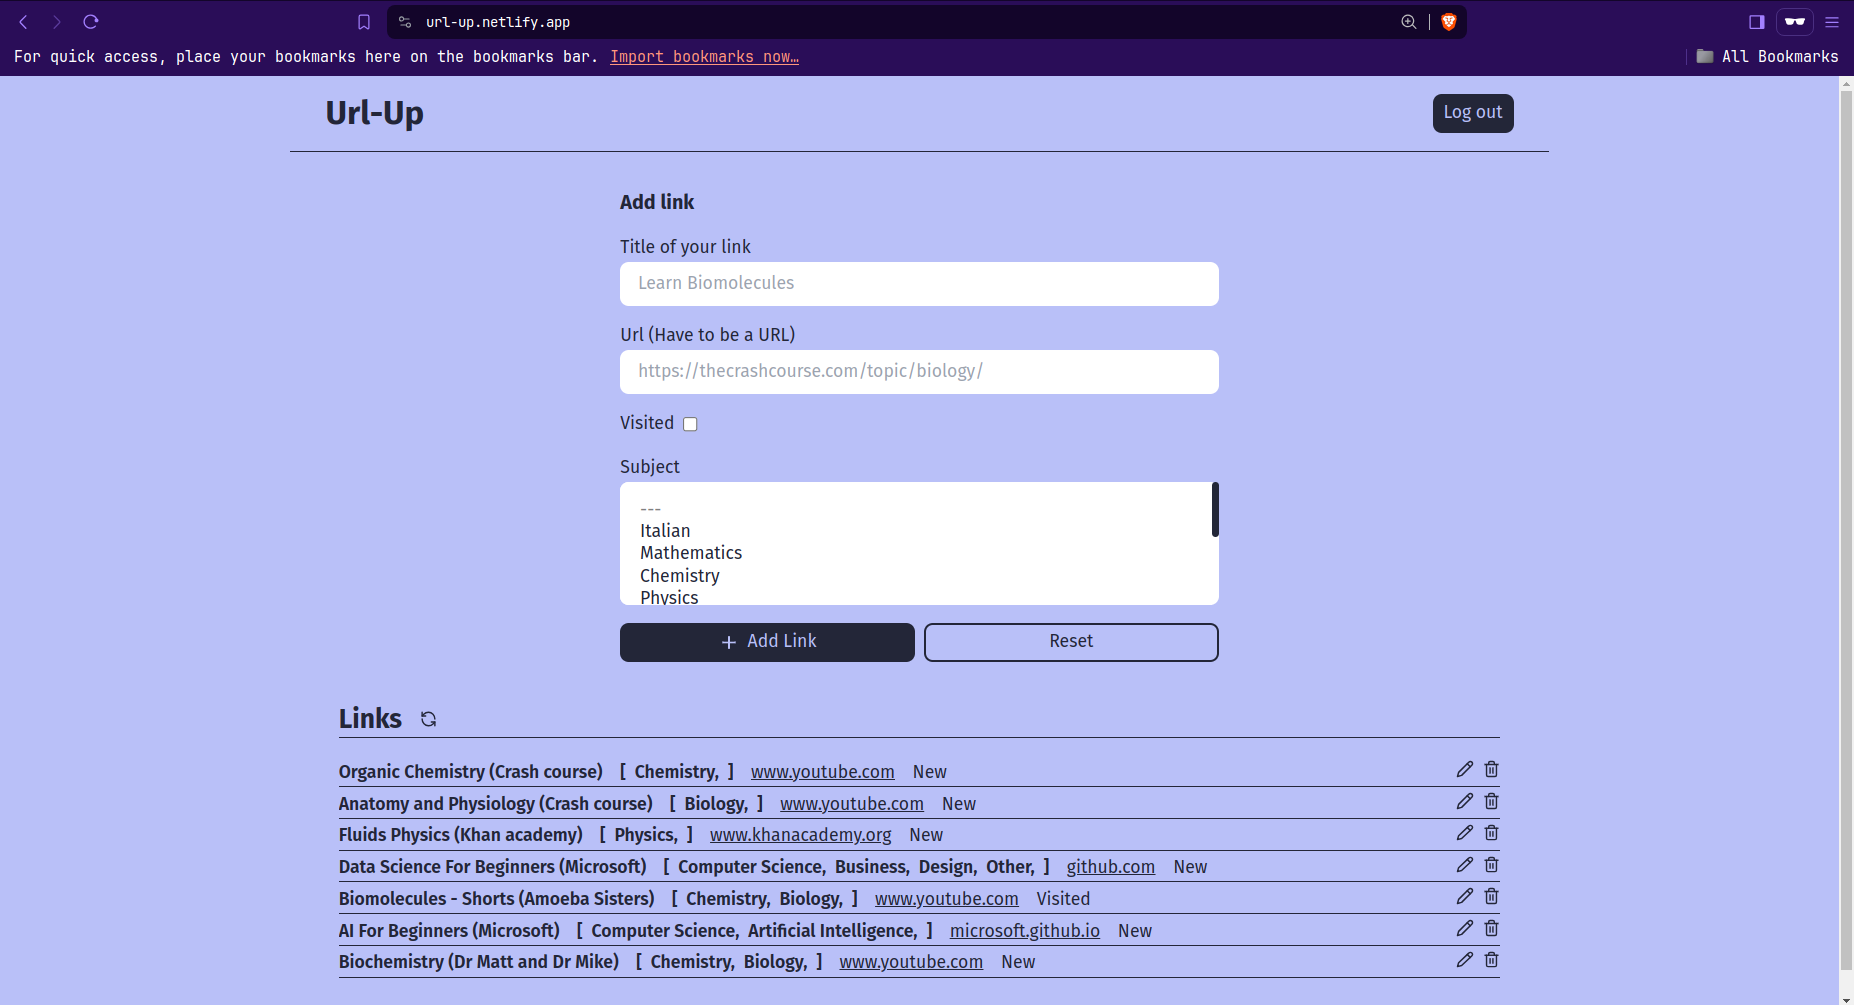 url-up.netlify.app
For quick access, place your bookmarks here on the bookmarks bar. Import bookmarks now…
All Bookmarks
Url-Up
Log out
Add link
Title of your link
Learn Biomolecules
Url (Have to be a URL)
https://thecrashcourse.com/topic/biology/
Visited
Subject
---
Italian
Mathematics
Chemistry
Physics
+ Add Link
Reset
Links
Organic Chemistry (Crash course) [ Chemistry, ] www.youtube.com New
Anatomy and Physiology (Crash course) [ Biology, ] www.youtube.com New
Fluids Physics (Khan academy) [ Physics, ] www.khanacademy.org New
Data Science For Beginners (Microsoft) [ Computer Science, Business, Design, Other, ] github.com New
Biomolecules - Shorts (Amoeba Sisters) [ Chemistry, Biology, ] www.youtube.com Visited
AI For Beginners (Microsoft) [ Computer Science, Artificial Intelligence, ] microsoft.github.io New
Biochemistry (Dr Matt and Dr Mike) [ Chemistry, Biology, ] www.youtube.com New